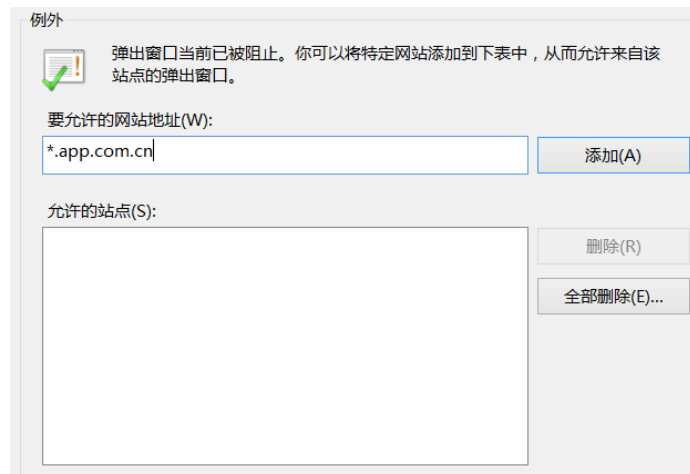 例外
弹出窗口当前已被阻止。你可以将特定网站添加到下表中，从而允许来自该
站点的弹出窗口。
要允许的网站地址(W):
*.app.com.cn
添加(A)
允许的站点(S):
删除(R)
全部删除(E)...